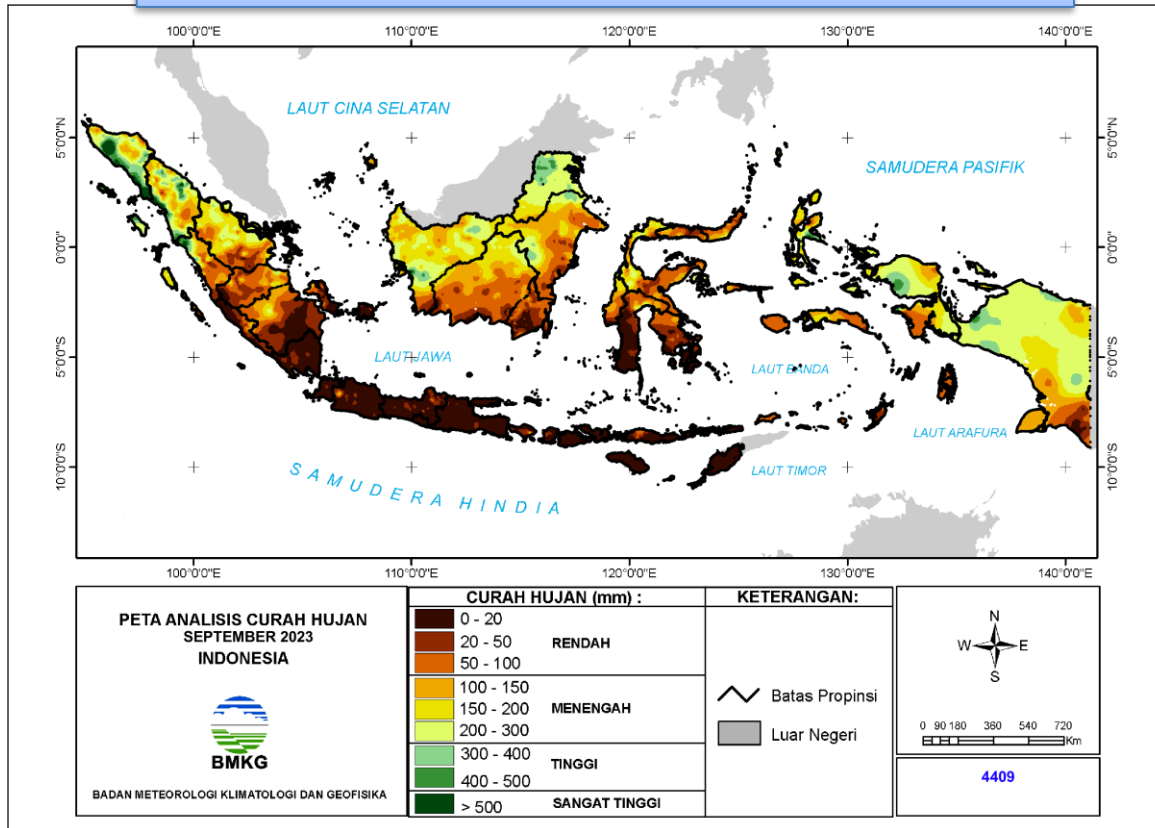 100°0'0"E 110°0'0"E 120°0'0"E 130°0'0"E 140°0'0"E
LAUT CINA SELATAN
SAMUDERA PASIFIK
5°0'0"N 5°0'0"N
0°0'0" 0°0'0"
LAUT JAWA
LAUT BANDA
5°0'0"S 5°0'0"S
LAUT ARAFURA
LAUT TIMOR
10°0'0"S 10°0'0"S
SAMUDERA HINDIA
100°0'0"E 110°0'0"E 120°0'0"E 130°0'0"E 140°0'0"E
PETA ANALISIS CURAH HUJAN
SEPTEMBER 2023
INDONESIA
BMKG
BADAN METEOROLOGI KLIMATOLOGI DAN GEOFISIKA
CURAH HUJAN (mm) :
0 - 20
20 - 50
RENDAH
50 - 100
100 - 150
150 - 200
MENENGAH
200 - 300
300 - 400
TINGGI
400 - 500
> 500
SANGAT TINGGI
KETERANGAN:
Batas Propinsi
Luar Negeri
N
W E
S
0 90 180 360 540 720
Km
4409